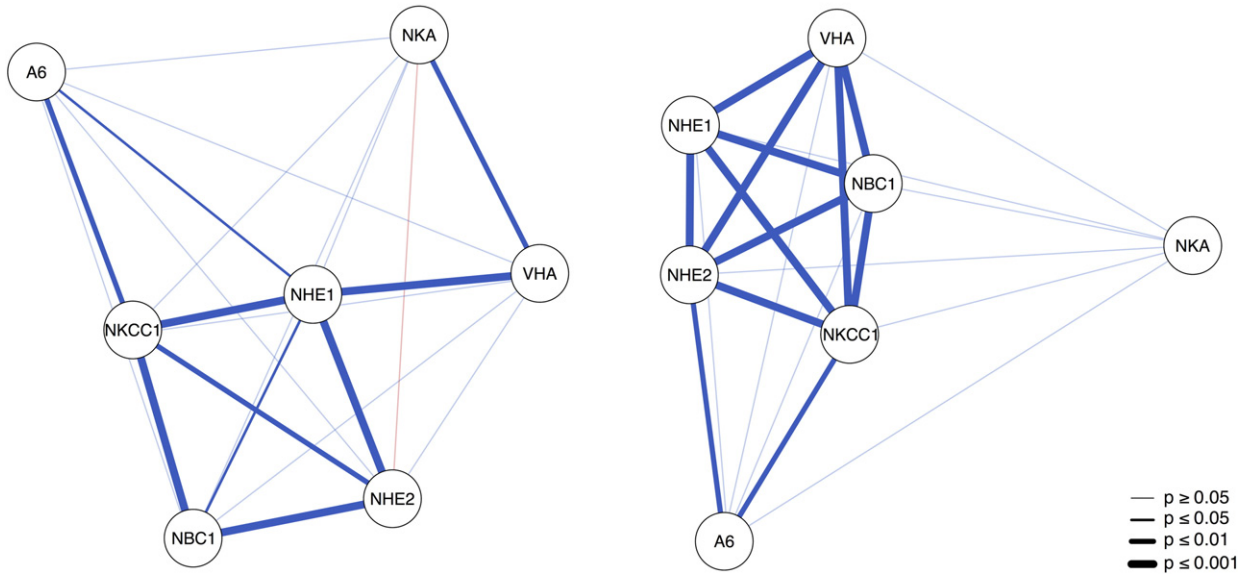 NKA
A6
VHA
NHE1
NKCC1
NHE2
NBC1
VHA
NHE1
NBC1
NKA
NHE2
NKCC1
A6
p ≥ 0.05
p ≤ 0.05
p ≤ 0.01
p ≤ 0.001